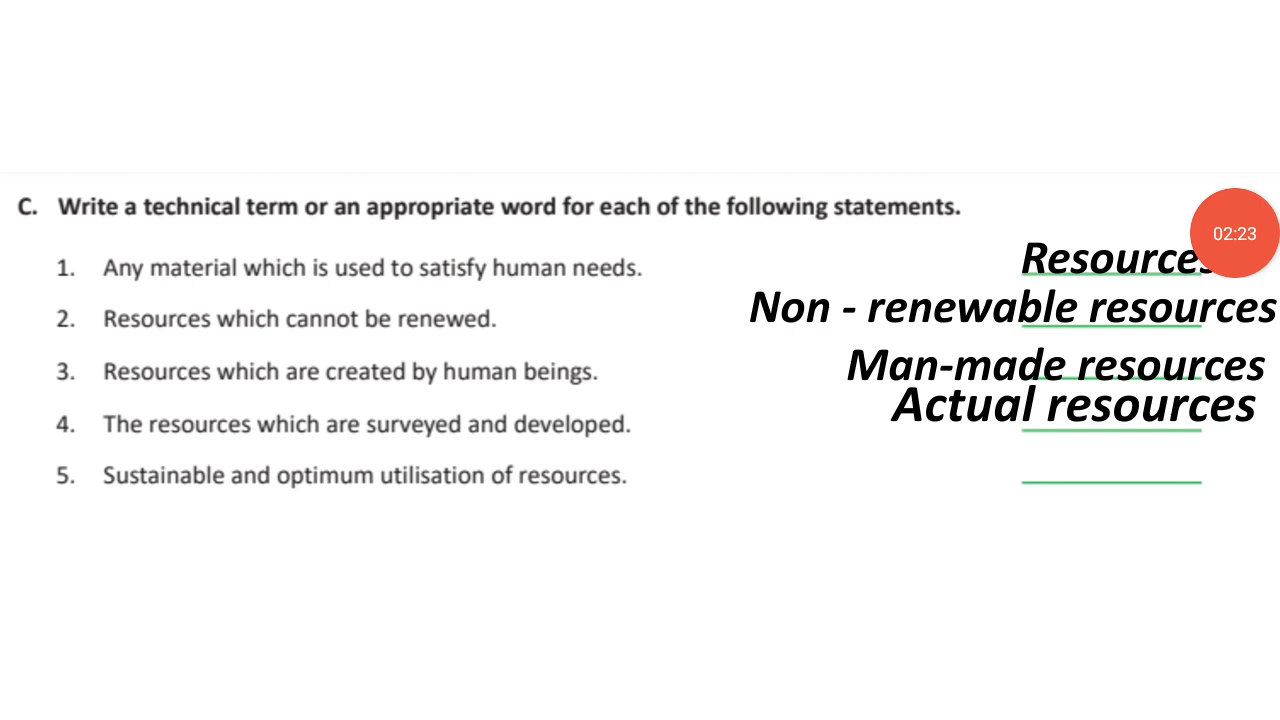 C. Write a technical term or an appropriate word for each of the following statements.
02:23
1. Any material which is used to satisfy human needs. Resources
2. Resources which cannot be renewed. Non - renewable resources
3. Resources which are created by human beings. Man-made resources
4. The resources which are surveyed and developed. Actual resources
5. Sustainable and optimum utilisation of resources.